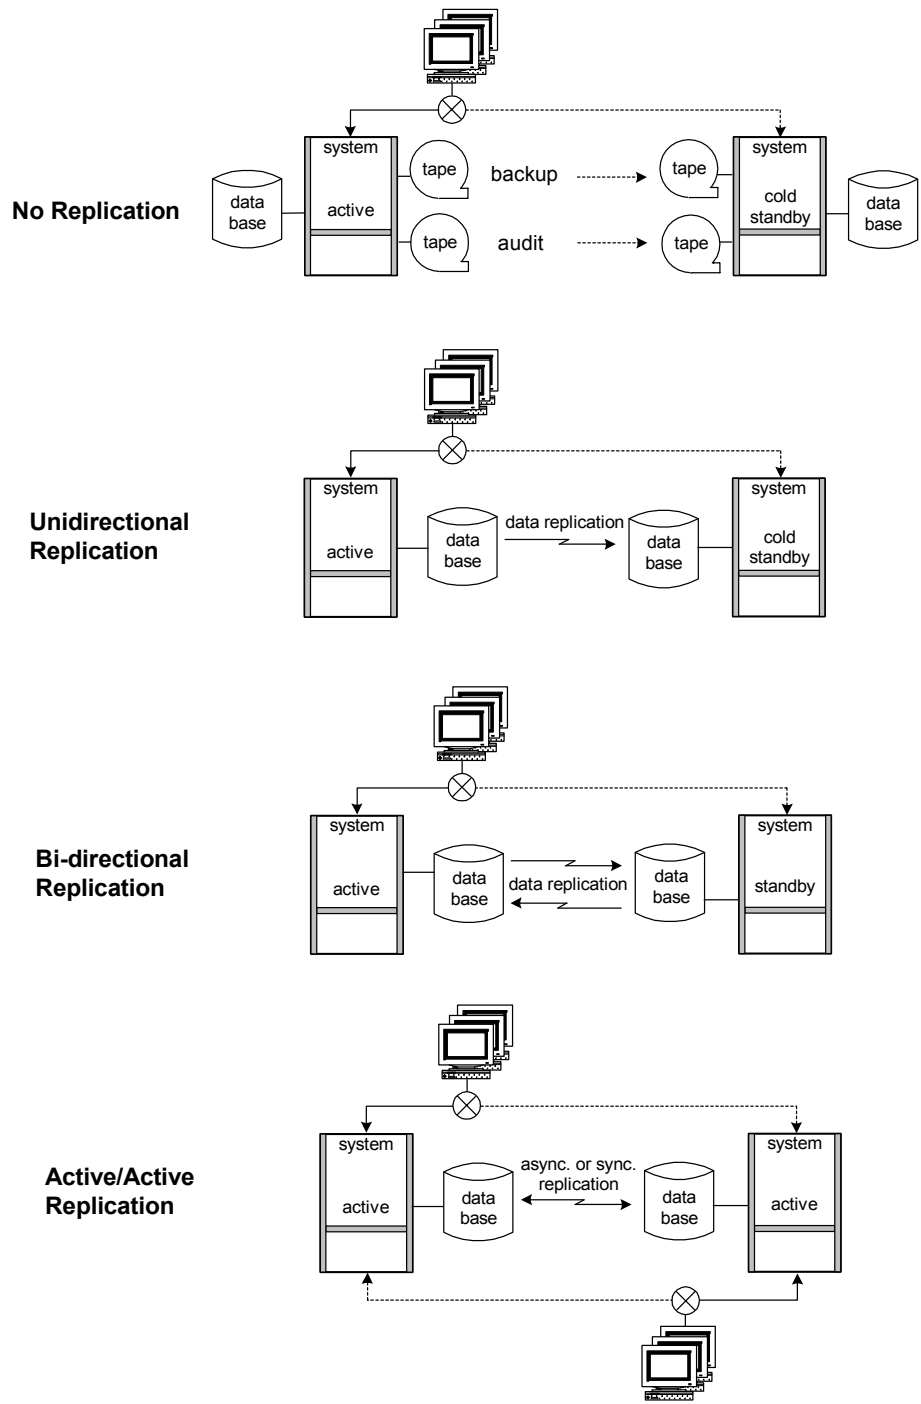 system
system
tape
backup
tape
No Replication
data
base
active
cold
standby
data
base
tape
audit
tape
system
system
Unidirectional
Replication
active
data
base
data replication
data
base
cold
standby
system
system
Bi-directional
Replication
active
data
base
data replication
data
base
standby
system
system
Active/Active
Replication
active
data
base
async. or sync.
replication
data
base
active